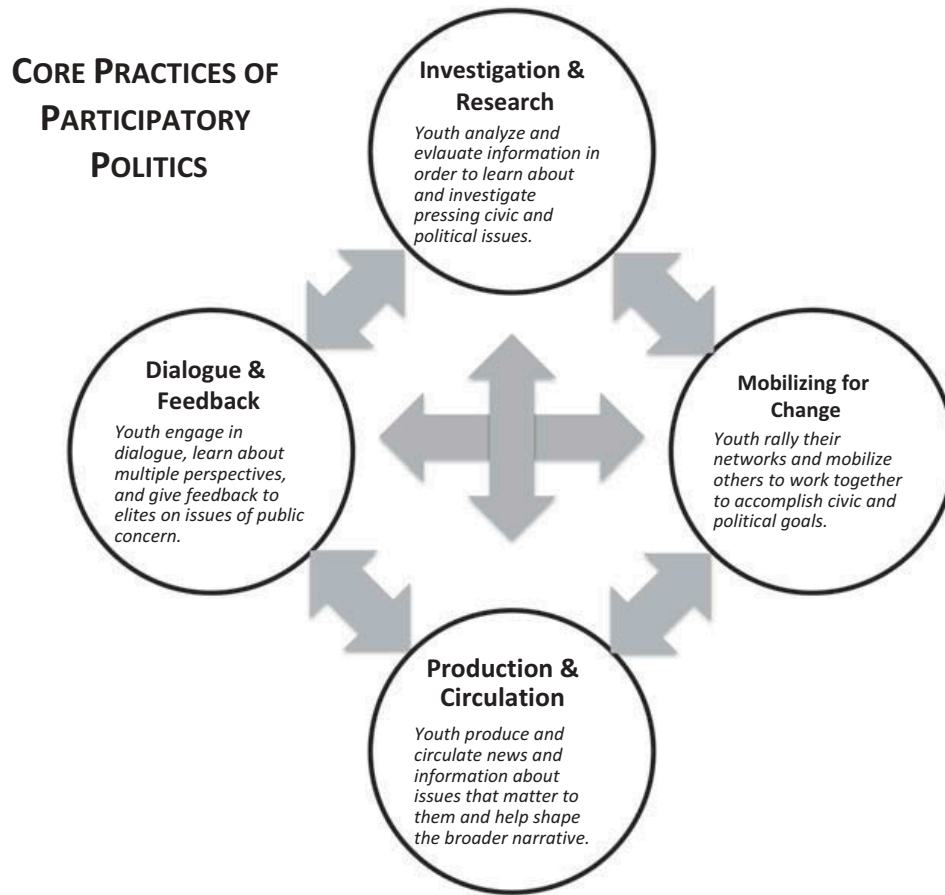 CORE PRACTICES OF
PARTICIPATORY
POLITICS
Investigation &
Research
Youth analyze and
evlauate information in
order to learn about
and investigate
pressing civic and
political issues.
Dialogue &
Feedback
Youth engage in
dialogue, learn about
multiple perspectives,
and give feedback to
elites on issues of public
concern.
Mobilizing for
Change
Youth rally their
networks and mobilize
others to work together
to accomplish civic and
political goals.
Production &
Circulation
Youth produce and
circulate news and
information about
issues that matter to
them and help shape
the broader narrative.